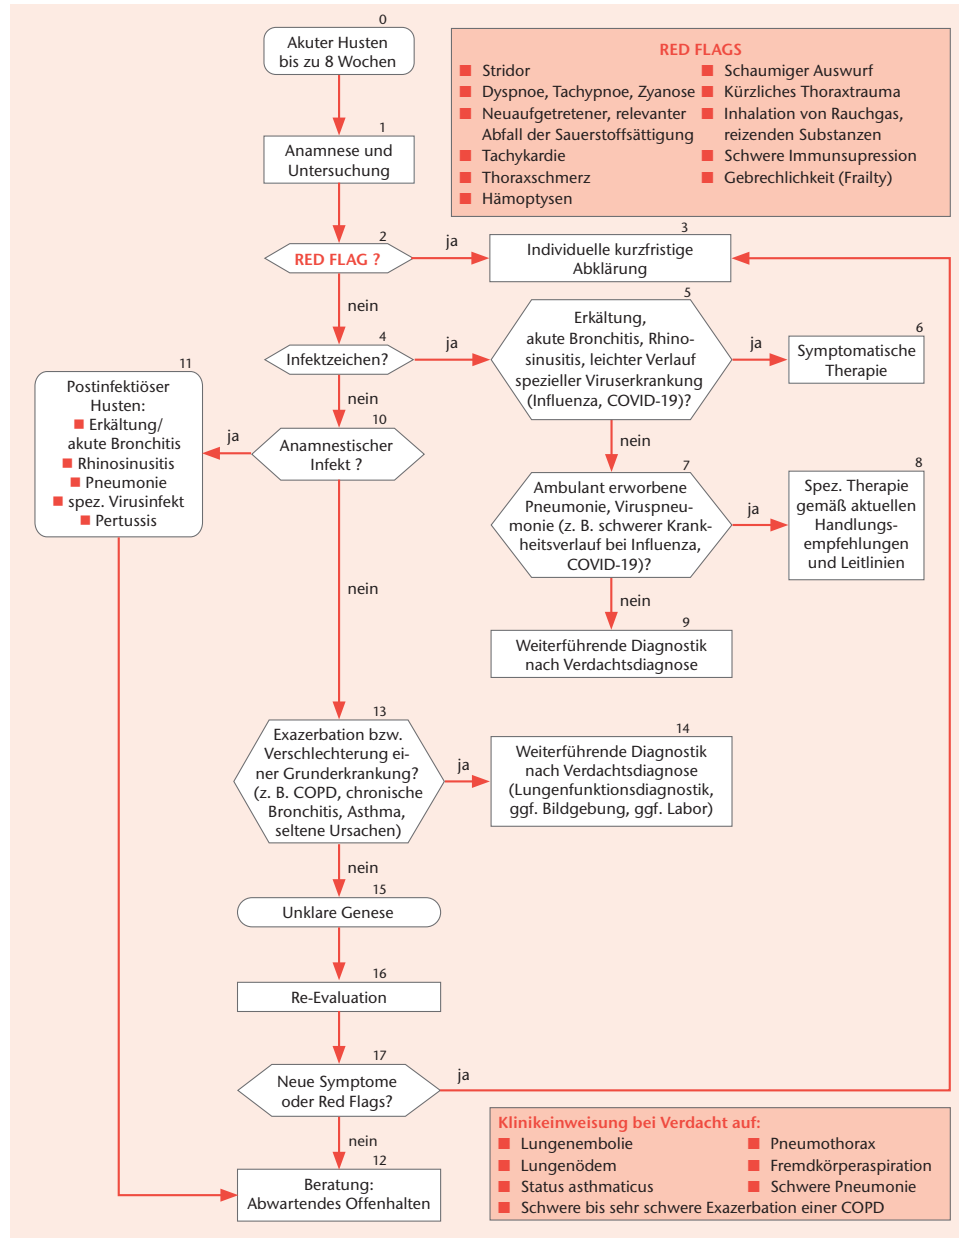 0
Akuter Husten
bis zu 8 Wochen
RED FLAGS
Stridor
Dyspnoe, Tachypnoe, Zyanose
Neuaufgetretener, relevanter
Abfall der Sauerstoffsättigung
Tachykardie
Thoraxschmerz
Hämoptysen
Schaumiger Auswurf
Kürzliches Thoraxtrauma
Inhalation von Rauchgas,
reizenden Substanzen
Schwere Immunsupression
Gebrechlichkeit (Frailty)
1
Anamnese und
Untersuchung
2
RED FLAG ?
ja
3
Individuelle kurzfristige
Abklärung
nein
4
Infektzeichen?
ja
5
Erkältung,
akute Bronchitis, Rhino-
sinusitis, leichter Verlauf
spezieller Viruserkrankung
(Influenza, COVID-19)?
ja
6
Symptomatische
Therapie
nein
7
Ambulant erworbene
Pneumonie, Viruspneu-
monie (z. B. schwerer Krank-
heitsverlauf bei Influenza,
COVID-19)?
ja
8
Spez. Therapie
gemäß aktuellen
Handlungs-
empfehlungen
und Leitlinien
nein
9
Weiterführende Diagnostik
nach Verdachtsdiagnose
nein
10
Anamnestischer
Infekt ?
ja
11
Postinfektiöser
Husten:
Erkältung/
akute Bronchitis
Rhinosinusitis
Pneumonie
spez. Virusinfekt
Pertussis
nein
13
Exazerbation bzw.
Verschlechterung ei-
ner Grunderkrankung?
(z. B. COPD, chronische
Bronchitis, Asthma,
seltene Ursachen)
ja
14
Weiterführende Diagnostik
nach Verdachtsdiagnose
(Lungenfunktionsdiagnostik,
ggf. Bildgebung, ggf. Labor)
nein
15
Unklare Genese
16
Re-Evaluation
17
Neue Symptome
oder Red Flags?
ja
nein
12
Beratung:
Abwartendes Offenhalten
Klinikeinweisung bei Verdacht auf:
Lungenembolie
Lungenödem
Status asthmaticus
Pneumothorax
Fremdkörperaspiration
Schwere Pneumonie
Schwere bis sehr schwere Exazerbation einer COPD